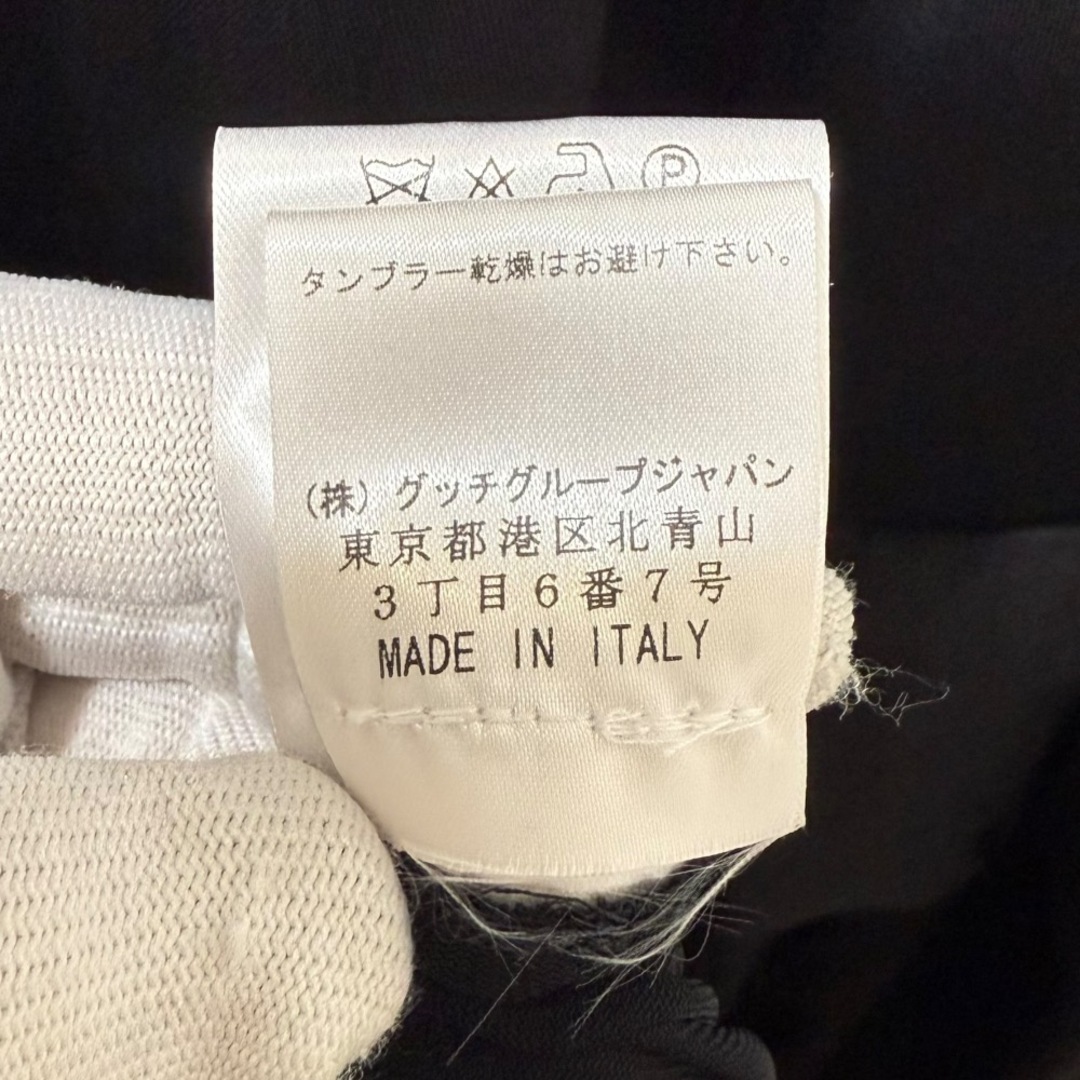 P
タンブラー乾燥はお避け下さい。
(株) グッチグループジャパン
東京都港区北青山
3丁目6番7号
MADE IN ITALY